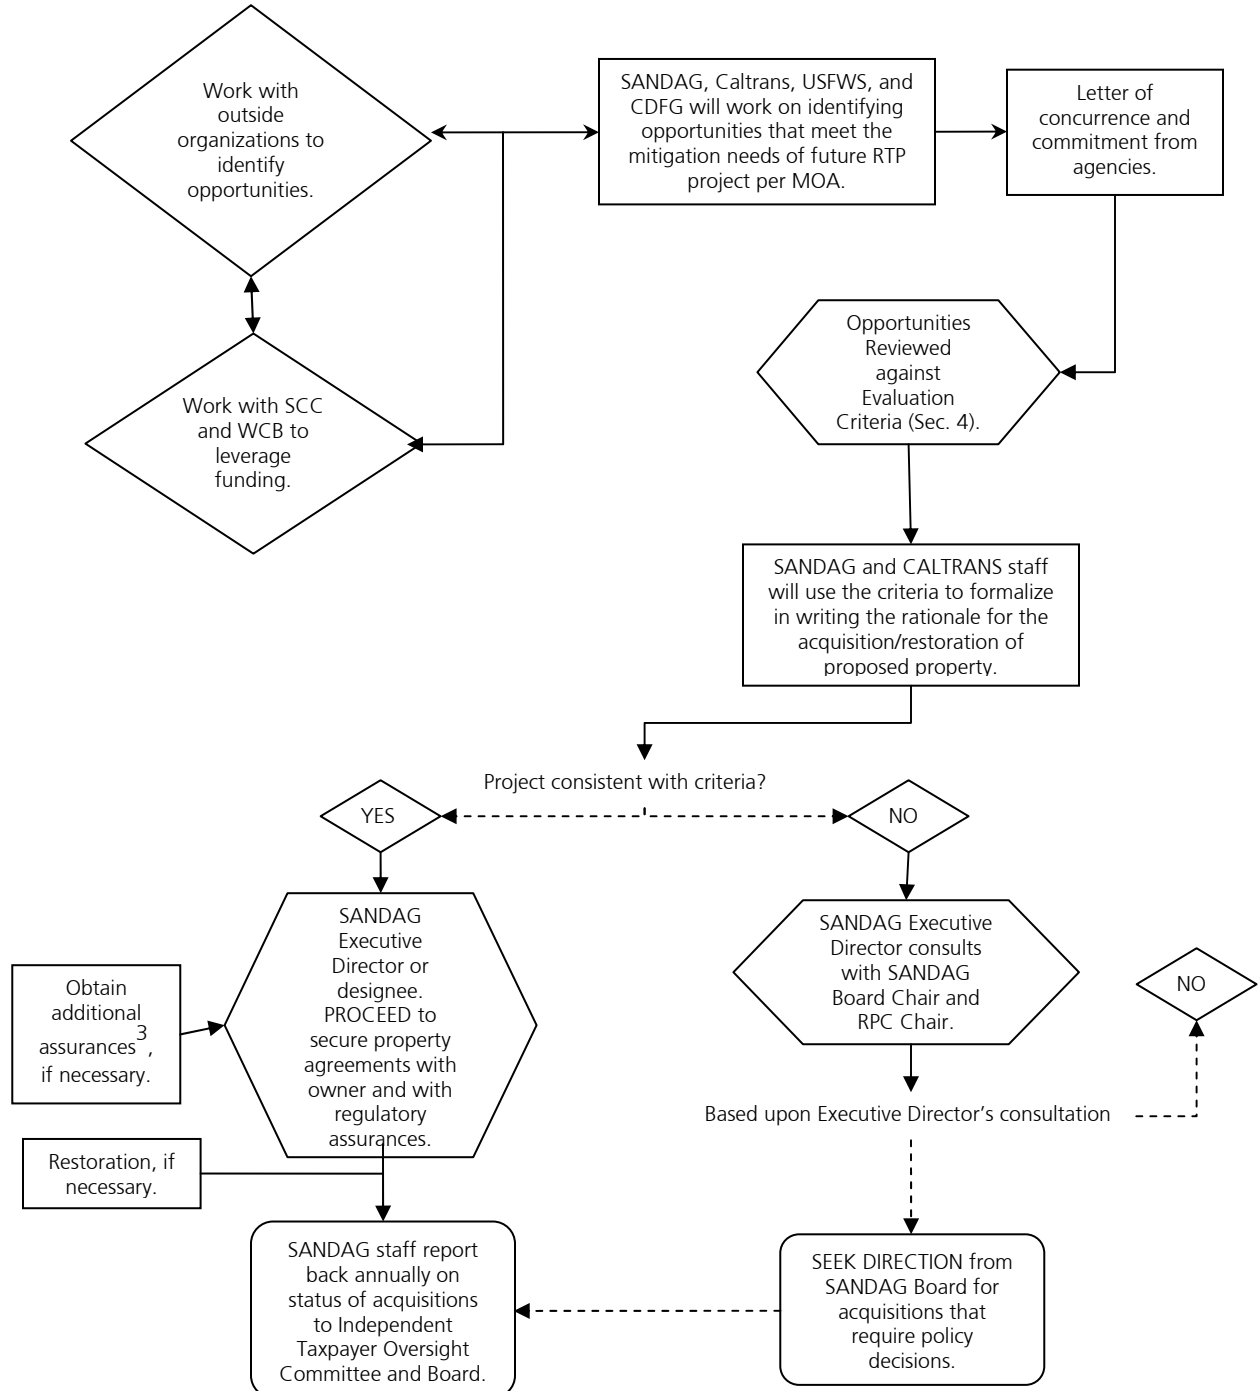 Work with
outside
organizations to
identify
opportunities.
SANDAG, Caltrans, USFWS, and
CDFG will work on identifying
opportunities that meet the
mitigation needs of future RTP
project per MOA.
Letter of
concurrence and
commitment from
agencies.
Work with SCC
and WCB to
leverage
funding.
Opportunities
Reviewed
against
Evaluation
Criteria (Sec. 4).
SANDAG and CALTRANS staff
will use the criteria to formalize
in writing the rationale for the
acquisition/restoration of
proposed property.
Project consistent with criteria?
YES
NO
SANDAG
Executive
Director or
designee.
PROCEED to
secure property
agreements with
owner and with
regulatory
assurances.
SANDAG Executive
Director consults
with SANDAG
Board Chair and
RPC Chair.
NO
Obtain
additional
assurances3,
if necessary.
Based upon Executive Director’s consultation
Restoration, if
necessary.
SANDAG staff report
back annually on
status of acquisitions
to Independent
Taxpayer Oversight
Committee and Board.
SEEK DIRECTION from
SANDAG Board for
acquisitions that
require policy
decisions.